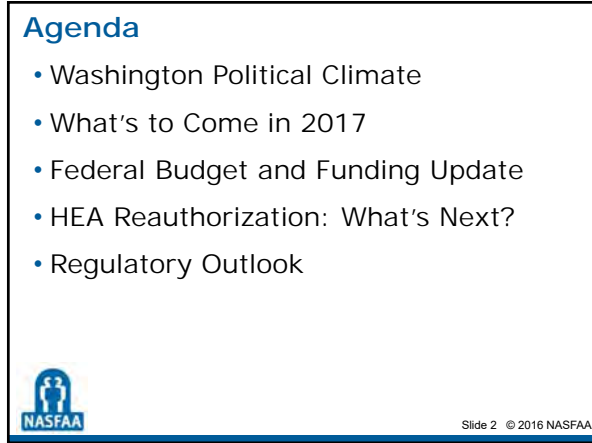 Agenda
• Washington Political Climate
• What's to Come in 2017
• Federal Budget and Funding Update
• HEA Reauthorization: What's Next?
• Regulatory Outlook
NASFAA
Slide 2 © 2016 NASFAA